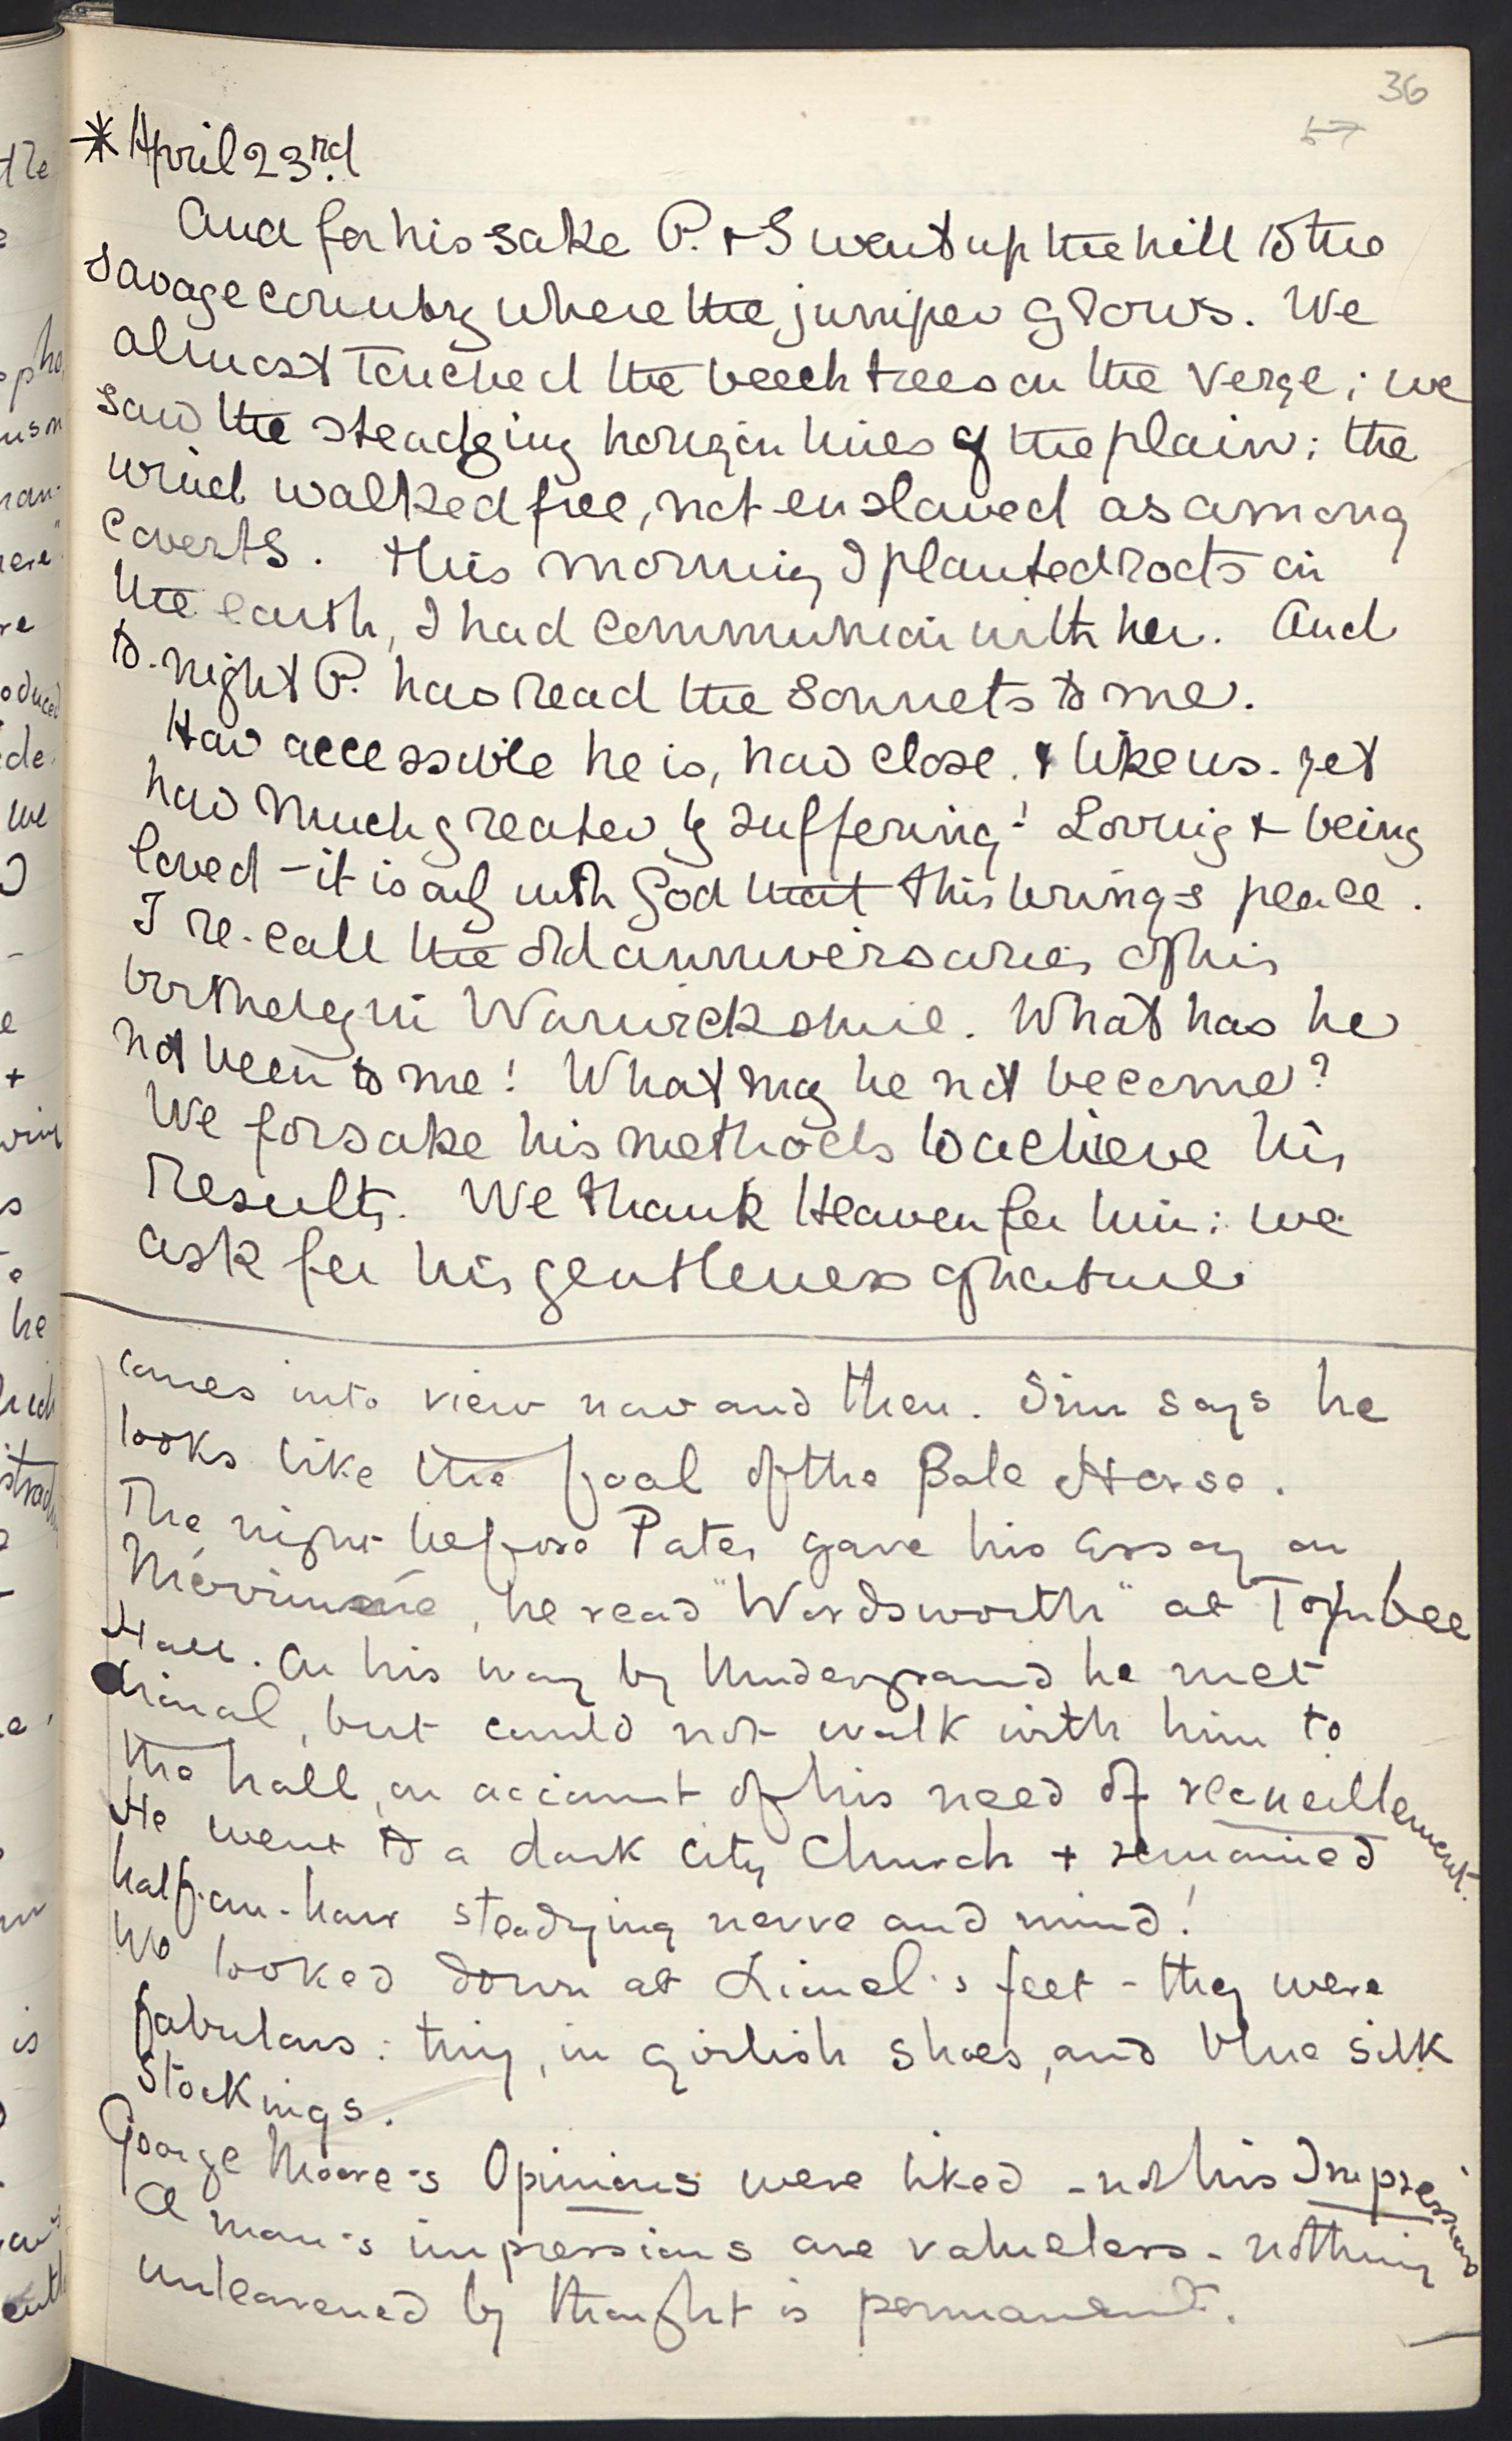 36
57
* April 23rd
And for his sake P. + S went up the hill to the
savage country where the juniper grows. We
almost touched the beech trees on the verge; we
saw the steadying horizon lines of the plain; the
wind walked free, not enslaved as among
coverts. This morning I planted roots in
the earth, I had communion with her. And
to-night P. has read the Sonnets to me.
How accessible he is, how close. & like us. yet
how much greater by suffering! Loving + being
loved - it is only with God that this brings peace.
I re-call the old anniversaries of his
birthday in Warwickshire. What has he
not been to me! What may he not become?
We forsake his methods to achieve his
Results. We thank Heaven for him: we
ask for his gentleness of nature.
comes into view now and then. Sim says he
looks like the foal of the Pale Horse.
The night before Pater gave his Essay on
Mérimée, he read "Wordsworth" at Toynbee
Hall. On his way by Underground he met
Lionel, but could not walk with him to
the hall, on account of his need of recueillement.
He went to a dark City Church + remained
half-an-hour steadying nerve and mind!
We looked down at Lionel's feet - they were
fabulous: tiny, in girlish shoes, and blue silk
stockings.
George Moore's Opinions were liked - not his Impressions
A man's impressions are valueless - nothing
unleavened by thought is permanent.